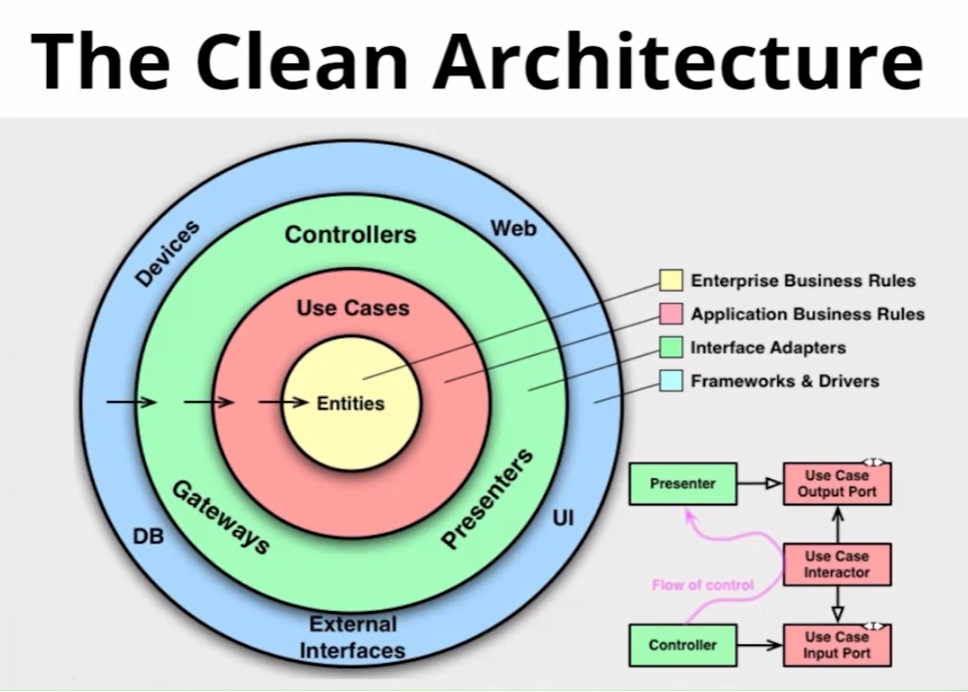 The Clean Architecture
Devices
Web
Controllers
Use Cases
Entities
Gateways
Presenters
DB
UI
External
Interfaces
Enterprise Business Rules
Application Business Rules
Interface Adapters
Frameworks & Drivers
Presenter
Use Case
Output Port
<I>
Use Case
Interactor
Flow of control
Controller
Use Case
Input Port
<I>